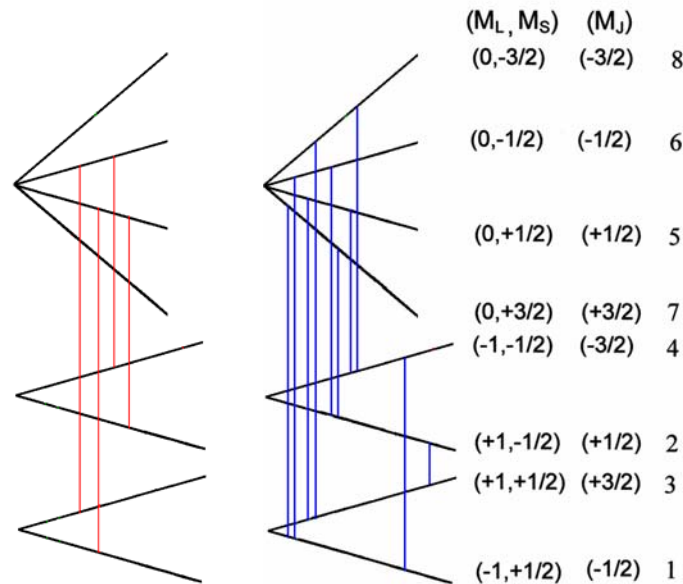 (M_L, M_S) (M_J)
(0,-3/2) (-3/2) 8
(0,-1/2) (-1/2) 6
(0,+1/2) (+1/2) 5
(0,+3/2) (+3/2) 7
(-1,-1/2) (-3/2) 4
(+1,-1/2) (+1/2) 2
(+1,+1/2) (+3/2) 3
(-1,+1/2) (-1/2) 1